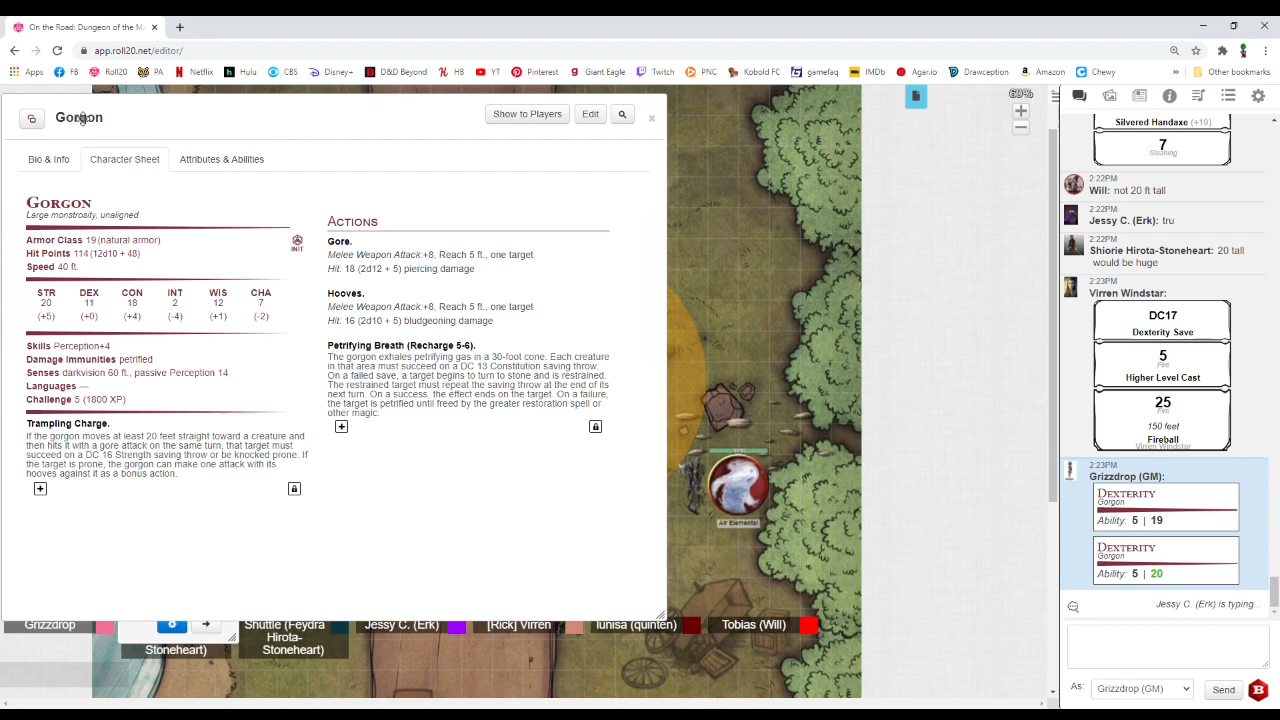 On the Road: Dungeon of the Ma
app.roll20.net/editor/
Apps FB Roll20 PA Netflix Hulu CBS Disney+ D&D Beyond HB YT Pinterest Giant Eagle Twitch PNC Kobold FC gamefaq IMDb Agar.io Drawception Amazon Chewy » Other bookmarks
Gorgon
Show to Players
Edit
Bio & Info
Character Sheet
Attributes & Abilities
GORGON
Large monstrosity, unaligned
Armor Class 19 (natural armor)
INIT
Hit Points 114 (12d10 + 48)
Speed 40 ft.
STR DEX CON INT WIS CHA
20 11 18 2 12 7
(+5) (+0) (+4) (-4) (+1) (-2)
Skills Perception+4
Damage Immunities petrified
Senses darkvision 60 ft., passive Perception 14
Languages —
Challenge 5 (1800 XP)
Trampling Charge.
If the gorgon moves at least 20 feet straight toward a creature and
then hits it with a gore attack on the same turn, that target must
succeed on a DC 16 Strength saving throw or be knocked prone. If
the target is prone, the gorgon can make one attack with its
hooves against it as a bonus action.
ACTIONS
Gore.
Melee Weapon Attack:+8, Reach 5 ft., one target
Hit: 18 (2d12 + 5) piercing damage
Hooves.
Melee Weapon Attack:+8, Reach 5 ft., one target
Hit: 16 (2d10 + 5) bludgeoning damage
Petrifying Breath (Recharge 5-6).
The gorgon exhales petrifying gas in a 30-foot cone. Each creature
in that area must succeed on a DC 13 Constitution saving throw.
On a failed save, a target begins to turn to stone and is restrained.
The restrained target must repeat the saving throw at the end of its
next turn. On a success, the effect ends on the target. On a failure,
the target is petrified until freed by the greater restoration spell or
other magic.
Air Elemental
Grizzdrop
Stoneheart)
Shuttle (Feydra
Hirota-
Stoneheart)
Jessy C. (Erk)
[Rick] Virren
Tunisa (quinten)
Tobias (Will)
Silvered Handaxe (+10)
7
Slashing
2:22PM
Will: not 20 ft tall
2:22PM
Jessy C. (Erk): tru
2:22PM
Shiorie Hirota-Stoneheart: 20 tall
would be huge
2:23PM
Virren Windstar:
DC17
Dexterity Save
5
Fire
Higher Level Cast
25
Fire
150 feet
Fireball
Virren Windstar
2:23PM
Grizzdrop (GM):
DEXTERITY
Gorgon
Ability: 5 | 19
DEXTERITY
Gorgon
Ability: 5 | 20
Jessy C. (Erk) is typing...
As: Grizzdrop (GM)
Send